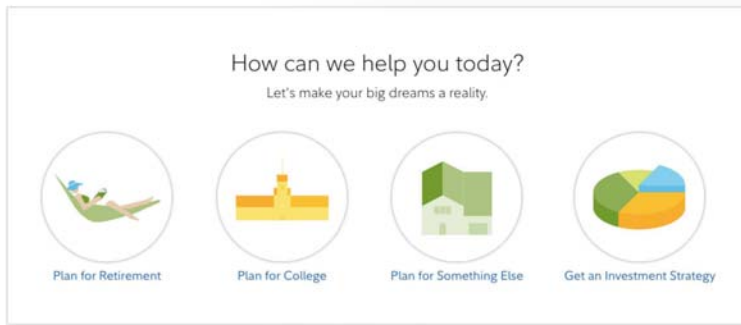 How can we help you today?
Let's make your big dreams a reality.
Plan for Retirement
Plan for College
Plan for Something Else
Get an Investment Strategy